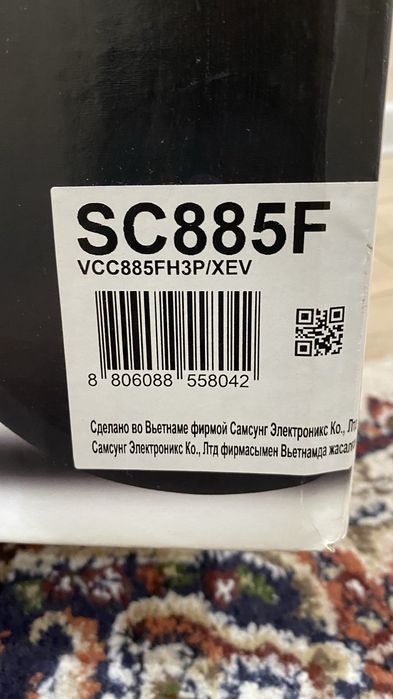 SC885F
VCC885FH3P/XEV
8 806088 558042
Сделано во Вьетнаме фирмой Самсунг Электроникс Ко., Лтд
Самсунг Электроникс Ко., Лтд фирмасымен Вьетнамда